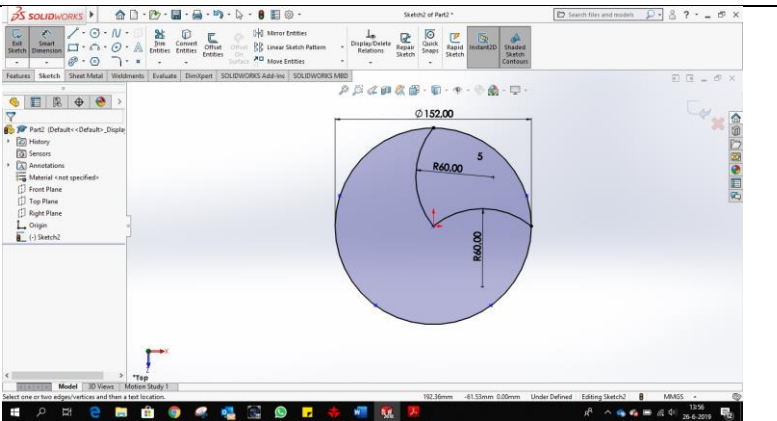 SOLIDWORKS
Sketch2 of Part2 *
Search files and models
Exit Sketch
Smart Dimension
Trim Entities
Convert Entities
Offset Entities
Offset On Surface
Mirror Entities
Linear Sketch Pattern
Move Entities
Display/Delete Relations
Repair Sketch
Quick Snaps
Rapid Sketch
Instant2D
Shaded Sketch Contours
Features Sketch Sheet Metal Weldments Evaluate DimXpert SOLIDWORKS Add-Ins SOLIDWORKS MBD
Part2 (Default<<Default>_Display
History
Sensors
Annotations
Material <not specified>
Front Plane
Top Plane
Right Plane
Origin
(-) Sketch2
Ø 152,00
5
R60,00
R60,00
X
Z
*Top
Model 3D Views Motion Study 1
Select one or two edges/vertices and then a text location.
192.36mm -61.53mm 0.00mm Under Defined Editing Sketch2 MMGS
13:56
26-6-2019